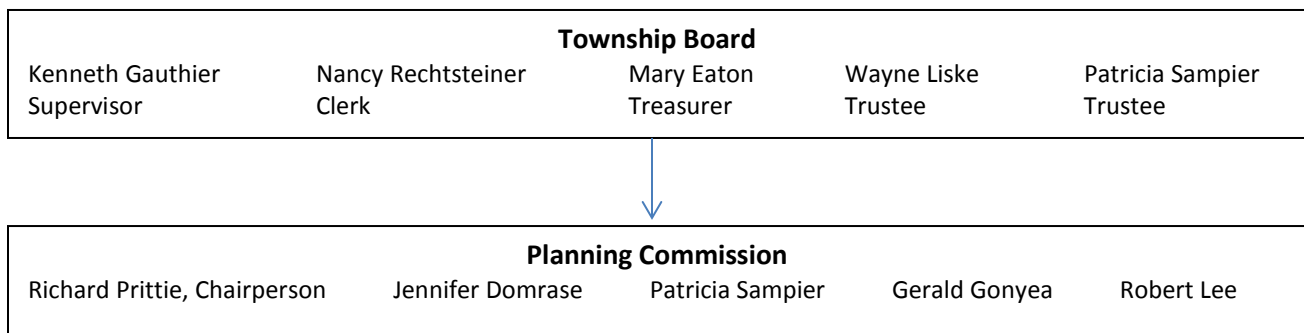 Township Board
Kenneth Gauthier Nancy Rechtsteiner Mary Eaton Wayne Liske Patricia Sampier
Supervisor Clerk Treasurer Trustee Trustee
Planning Commission
Richard Prittie, Chairperson Jennifer Domrase Patricia Sampier Gerald Gonyea Robert Lee